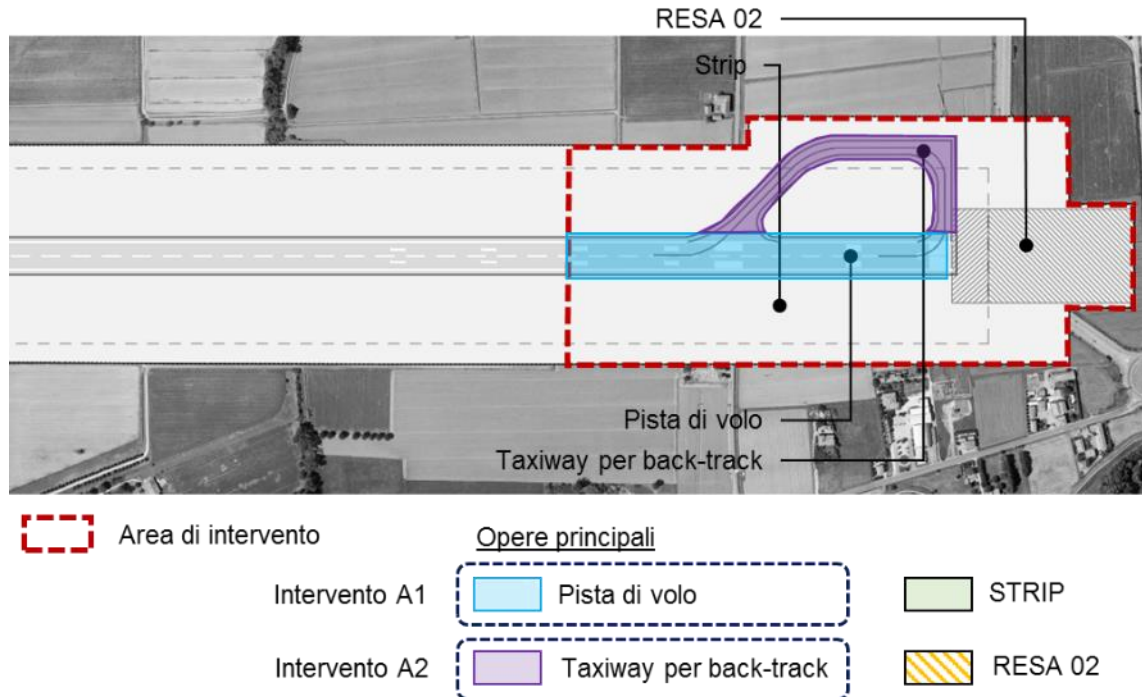 RESA 02
Strip
Pista di volo
Taxiway per back-track
Area di intervento
Opere principali
Intervento A1
Pista di volo
STRIP
Intervento A2
Taxiway per back-track
RESA 02